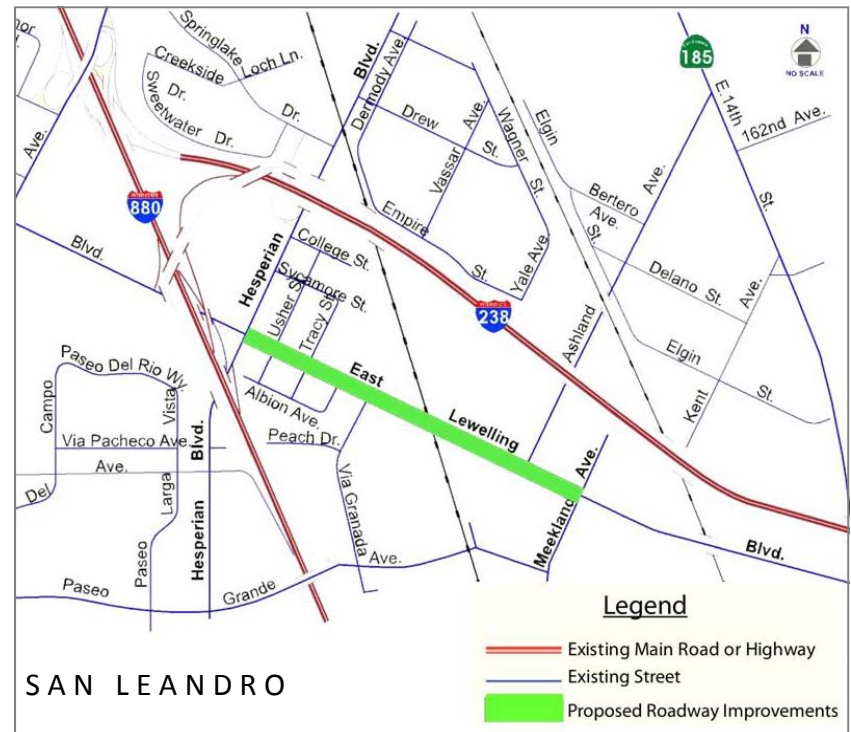 Springlake
Creekside
Loch Ln.
Dr.
Sweetwater
Dr.
Dr.
Blvd.
Dermody Ave.
Drew
St.
Vassar
Ave.
Wagner
St.
Elgin
185
E.14th
St.
N
NO SCALE
162nd Ave.
Ave.
880
Blvd.
Empire
St.
Yale Ave
Bertero
Ave.
St.
Ave.
Delano St.
Ave.
Hesperian
College St.
Sycamore St.
Usher St
Tracy St
238
Ashland
Elgin
St.
Kent
Paseo Del Rio Wy.
Campo
Vista
Via Pacheco Ave.
Blvd.
Ave.
Del
Larga
Paseo
Hesperian
Albion Ave.
Peach Dr.
Via Granada
East
Lewelling
Ave.
Meekland
Blvd.
Paseo
Grande
Ave.
SAN LEANDRO
Legend
Existing Main Road or Highway
Existing Street
Proposed Roadway Improvements